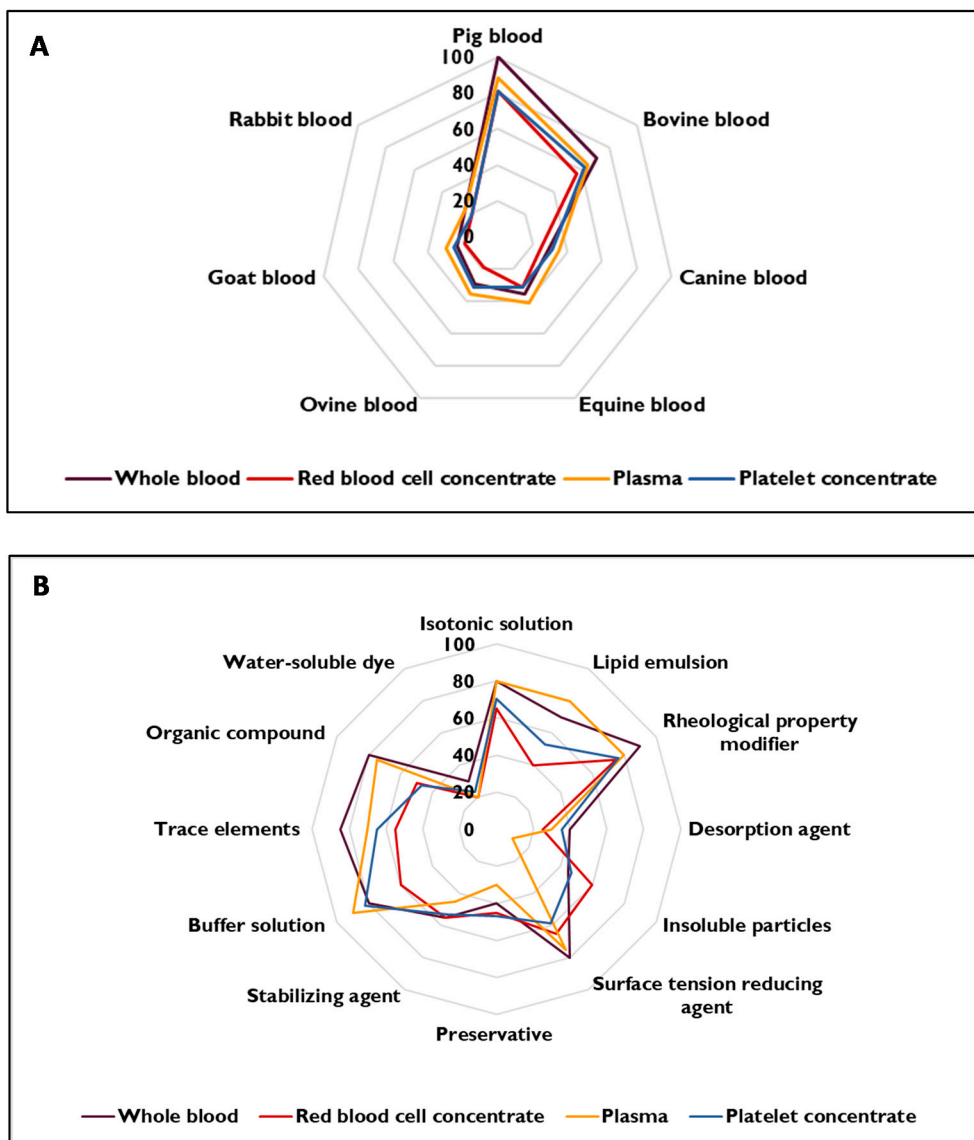 A
Pig blood
100
80
60
40
20
0
Rabbit blood
Bovine blood
Goat blood
Canine blood
Ovine blood
Equine blood
Whole blood Red blood cell concentrate Plasma Platelet concentrate
B
Isotonic solution
100
80
60
40
20
0
Water-soluble dye
Lipid emulsion
Organic compound
Rheological property
modifier
Trace elements
Desorption agent
Buffer solution
Insoluble particles
Stabilizing agent
Surface tension reducing
agent
Preservative
Whole blood Red blood cell concentrate Plasma Platelet concentrate